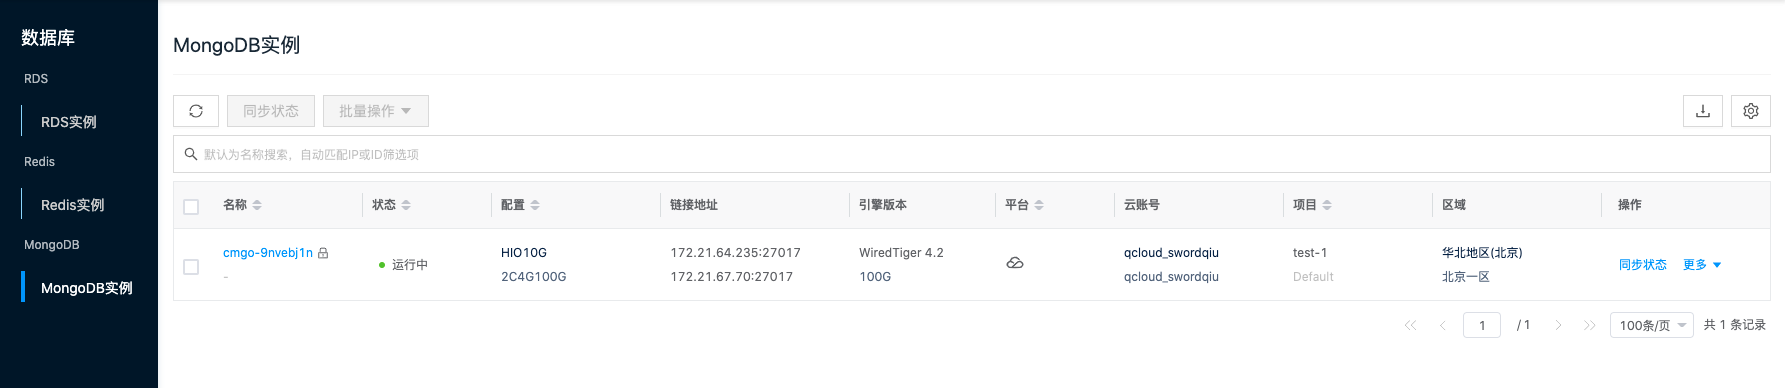 数据库
RDS
RDS实例
Redis
Redis实例
MongoDB
MongoDB实例
MongoDB实例
同步状态 批量操作
默认为名称搜索，自动匹配IP或ID筛选项
名称 状态 配置 链接地址 引擎版本 平台 云账号 项目 区域 操作
cmgo-9nvebj1n 运行中 HIO10G 172.21.64.235:27017 WiredTiger 4.2 qcloud_swordqiu test-1 华北地区(北京) 同步状态 更多
- 2C4G100G 172.21.67.70:27017 100G qcloud_swordqiu Default 北京一区
1 / 1 100条/页 共 1 条记录